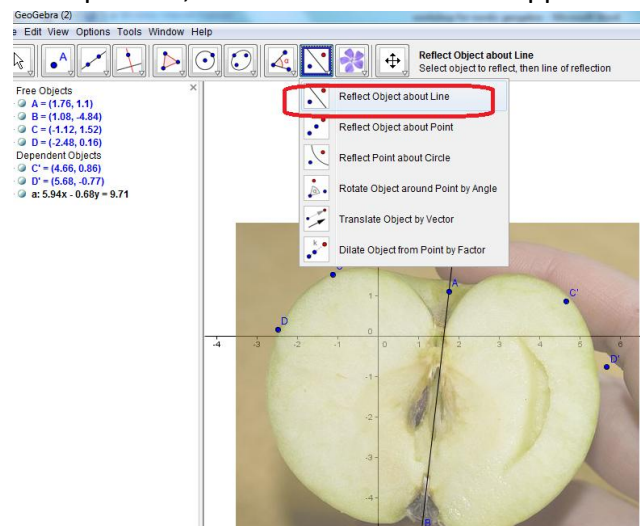 GeoGebra (2)
Edit View Options Tools Window Help
Reflect Object about Line
Select object to reflect, then line of reflection
Free Objects
A = (1.76, 1.1)
B = (1.08, -4.84)
C = (-1.12, 1.52)
D = (-2.48, 0.16)
Dependent Objects
C' = (4.66, 0.86)
D' = (5.68, -0.77)
a: 5.94x - 0.68y = 9.71
Reflect Object about Line
Reflect Object about Point
Reflect Point about Circle
Rotate Object around Point by Angle
Translate Object by Vector
Dilate Object from Point by Factor
A
C'
1
D
0
-4 -3 -2 -1 1 2 3 4 5 6
D'
-1
-2
-3
-4
B